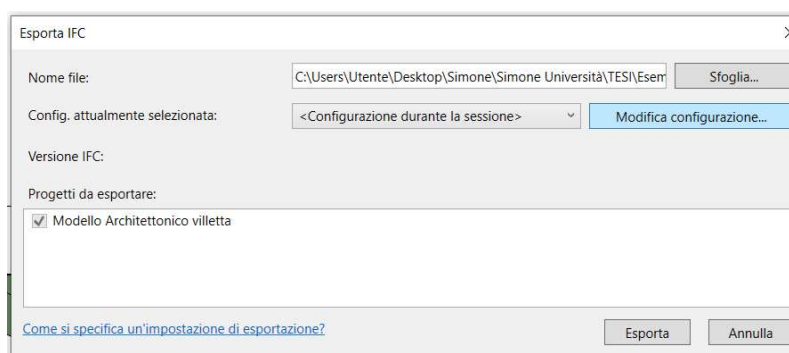 Esporta IFC
Nome file: C:\Users\Utente\Desktop\Simone\Simone Università\TESI\Esem Sfoglia...
Config. attualmente selezionata: <Configurazione durante la sessione> Modifica configurazione...
Versione IFC:
Progetti da esportare:
Modello Architettonico villetta
Come si specifica un'impostazione di esportazione? Esporta Annulla